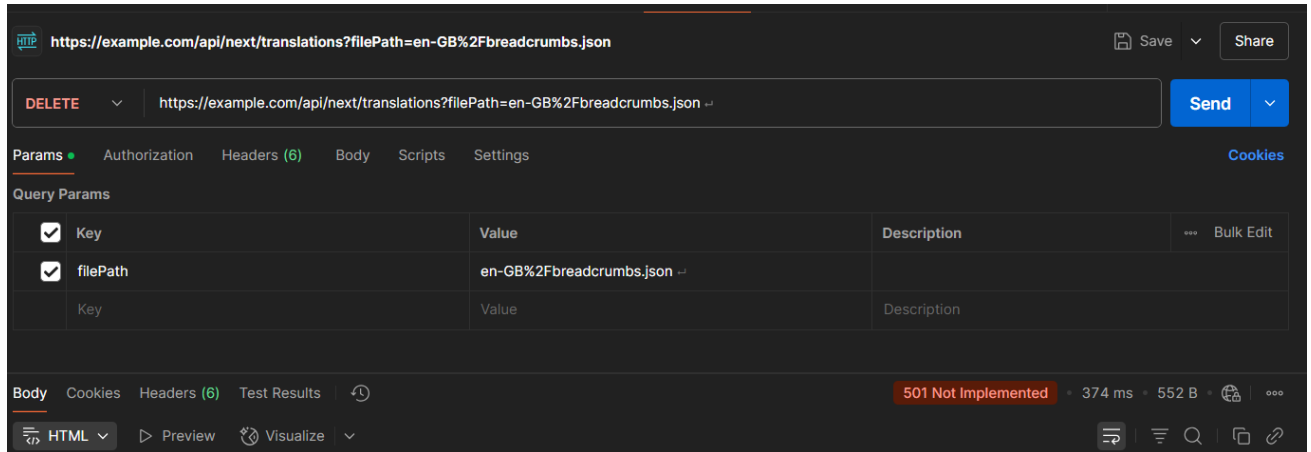 HTTP https://example.com/api/next/translations?filePath=en-GB%2Fbreadcrumbs.json Save Share
DELETE https://example.com/api/next/translations?filePath=en-GB%2Fbreadcrumbs.json ↵ Send
Params Authorization Headers (6) Body Scripts Settings Cookies
Query Params
Key Value Description ooo Bulk Edit
filePath en-GB%2Fbreadcrumbs.json ↵
Key Value Description
Body Cookies Headers (6) Test Results 501 Not Implemented • 374 ms • 552 B • ooo
HTML Preview Visualize